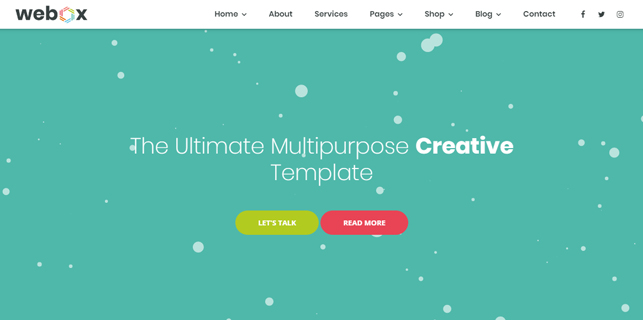 webox
Home About Services Pages Shop Blog Contact
The Ultimate Multipurpose Creative
Template
LET'S TALK READ MORE